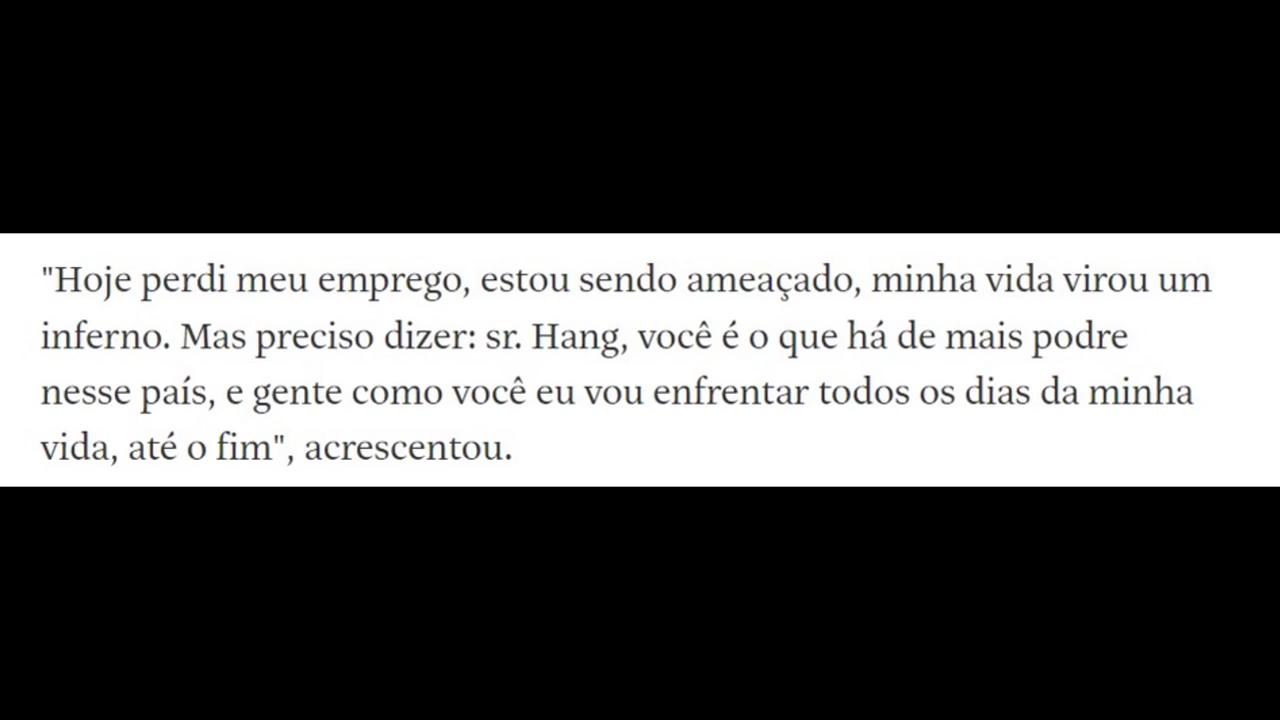 "Hoje perdi meu emprego, estou sendo ameaçado, minha vida virou um
inferno. Mas preciso dizer: sr. Hang, você é o que há de mais podre
nesse país, e gente como você eu vou enfrentar todos os dias da minha
vida, até o fim", acrescentou.